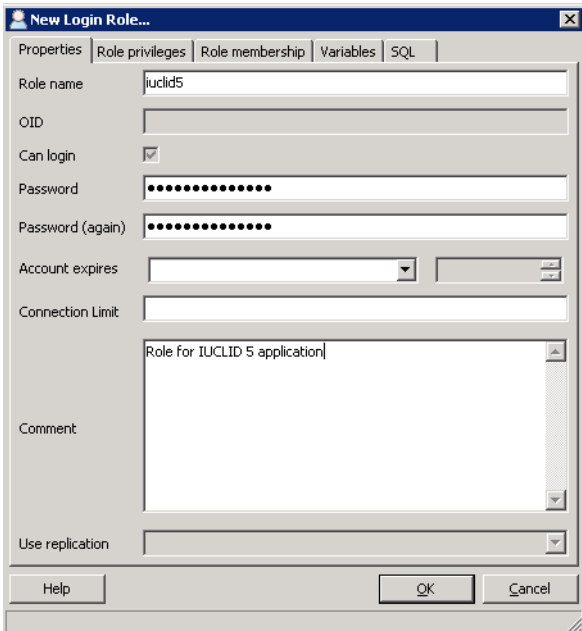 New Login Role...
Properties Role privileges Role membership Variables SQL
Role name iuclid5
OID
Can login
Password ••••••••••••••
Password (again) ••••••••••••••
Account expires
Connection Limit
Role for IUCLID 5 application
Comment
Use replication
Help OK Cancel